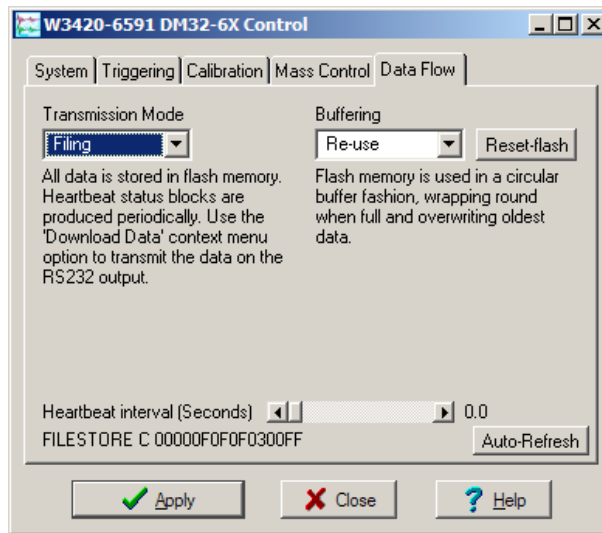 W3420-6591 DM32-6X Control
System Triggering Calibration Mass Control Data Flow
Transmission Mode
Filing
All data is stored in flash memory.
Heartbeat status blocks are
produced periodically. Use the
'Download Data' context menu
option to transmit the data on the
RS232 output.
Buffering
Re-use Reset-flash
Flash memory is used in a circular
buffer fashion, wrapping round
when full and overwriting oldest
data.
Heartbeat interval (Seconds) 0.0
FILESTORE C 00000F0F0F0300FF Auto-Refresh
Apply Close Help